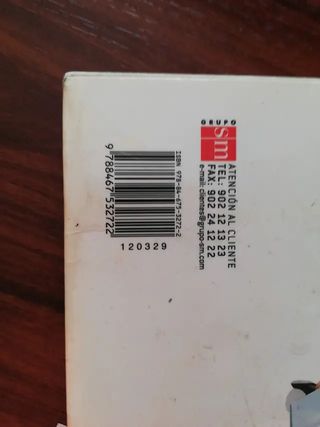 GRUPO
sm
ATENCIÓN AL CLIENTE
TEL: 902 12 13 23
FAX: 902 24 12 22
e-mail:clientes@grupo-sm.com
ISBN 978-84-675-3272-2
9 788467 532722
120329